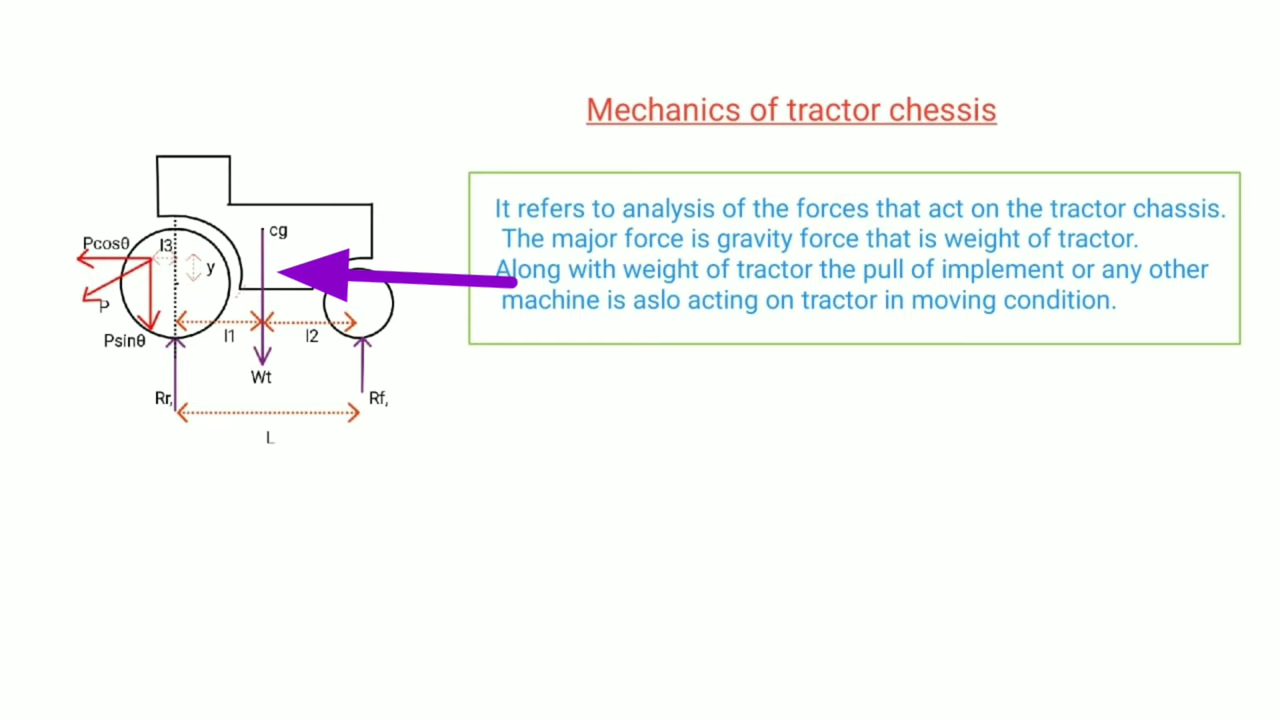 Mechanics of tractor chessis
It refers to analysis of the forces that act on the tractor chassis.
The major force is gravity force that is weight of tractor.
Along with weight of tractor the pull of implement or any other
machine is aslo acting on tractor in moving condition.
cg
Pcosθ
l3
y
P
Psinθ
l1
l2
Wt
Rr,
Rf,
L